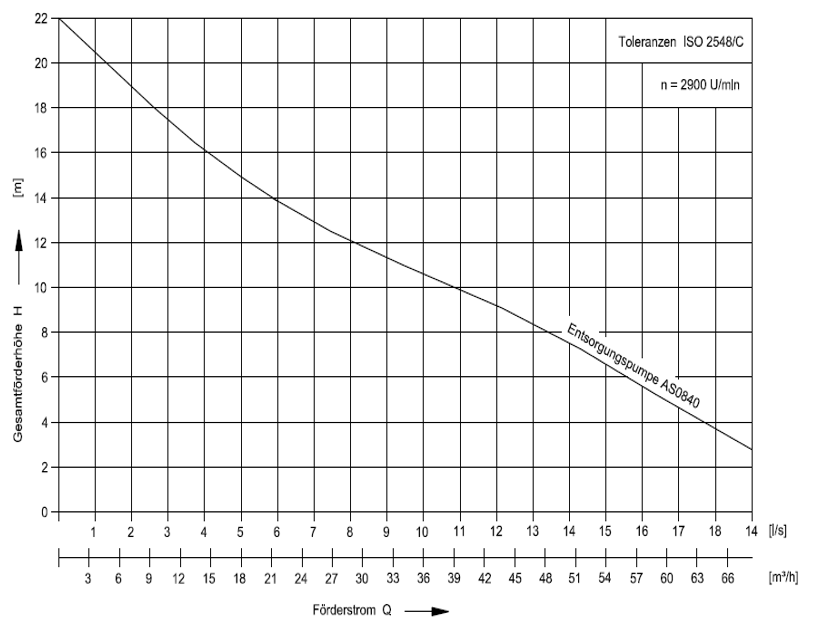 22
Toleranzen ISO 2548/C
20
n = 2900 U/min
18
16
14
12
10
8
6
4
2
0
[m]
Gesamtförderhöhe H
Entsorgungspumpe AS0840
1 2 3 4 5 6 7 8 9 10 11 12 13 14 15 16 17 18 14 [l/s]
3 6 9 12 15 18 21 24 27 30 33 36 39 42 45 48 51 54 57 60 63 66 [m³/h]
Förderstrom Q